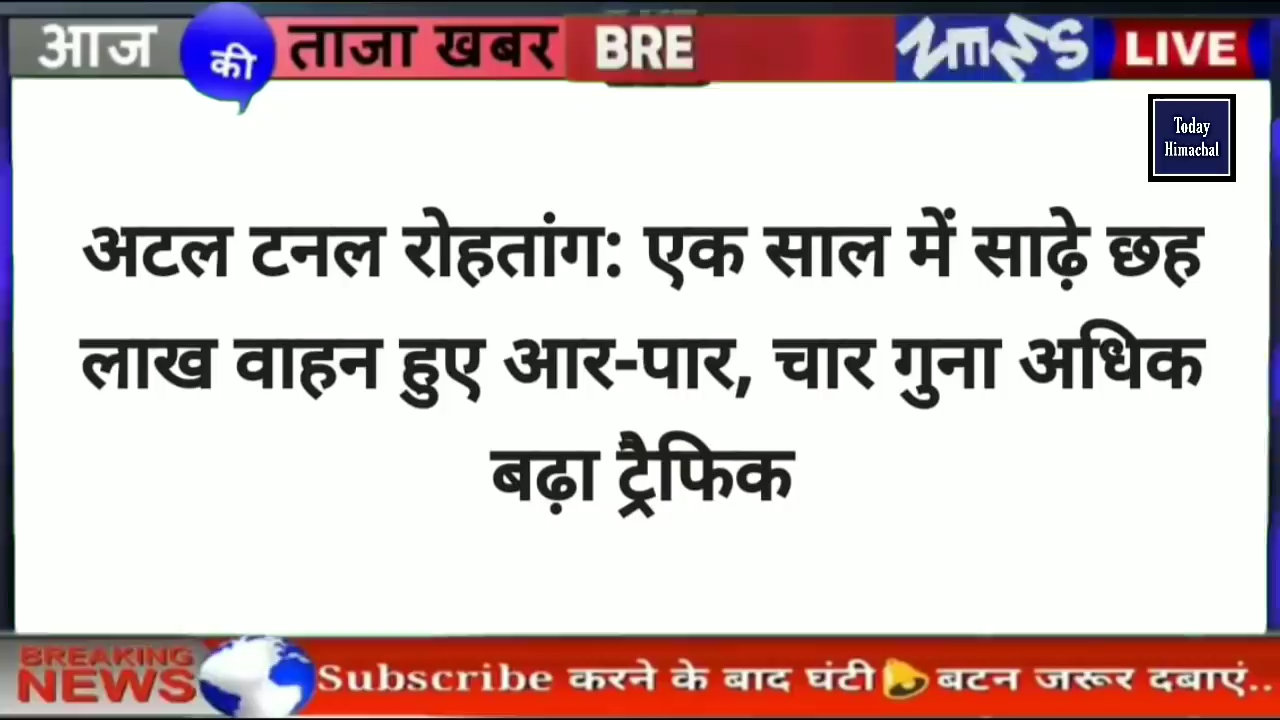 आज की ताजा खबर BRE NEWS LIVE
Today
Himachal
अटल टनल रोहतांग: एक साल में साढ़े छह
लाख वाहन हुए आर-पार, चार गुना अधिक
बढ़ा ट्रैफिक
BREAKING
NEWS
Subscribe करने के बाद घंटी बटन जरूर दबाएं..